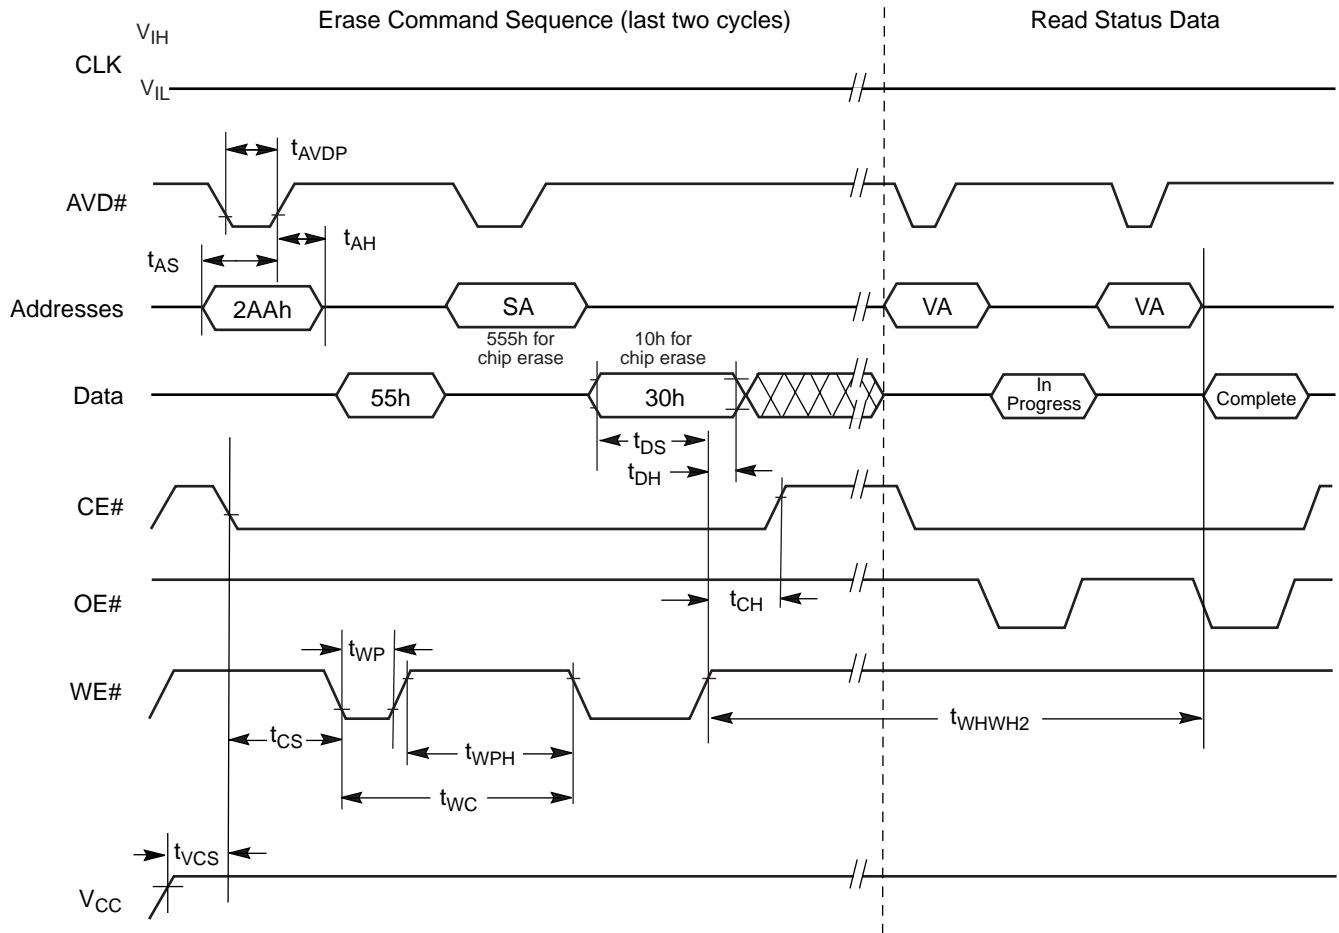 Erase Command Sequence (last two cycles)
Read Status Data
VIH
CLK
VIL
tAVDP
AVD#
tAH
tAS
Addresses
2AAh
SA
VA
VA
555h for
chip erase
10h for
chip erase
Data
55h
30h
In
Progress
Complete
tDS
tDH
CE#
OE#
tCH
tWP
WE#
tCS
tWPH
tWHWH2
tWC
tVCS
VCC